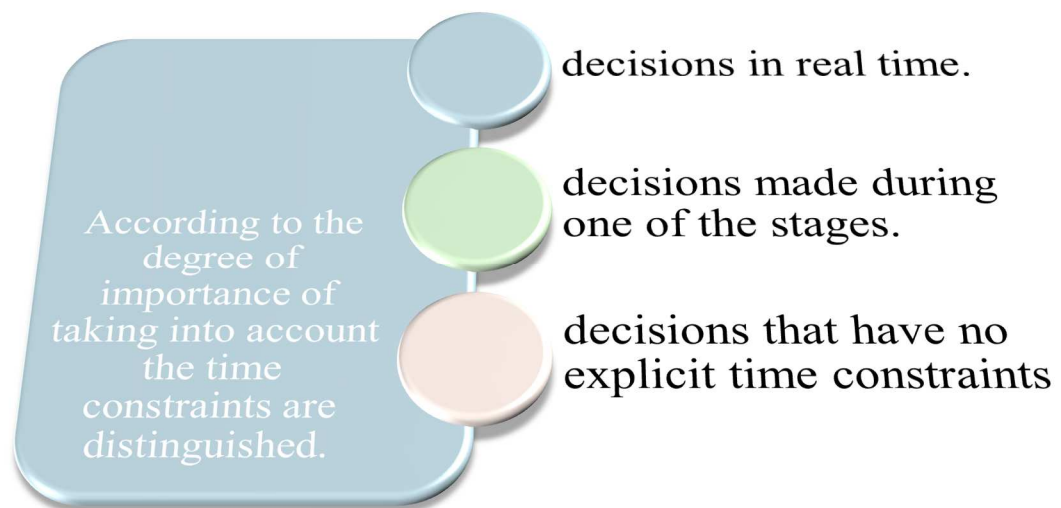 According to the
degree of
importance of
taking into account
the time
constraints are
distinguished.
decisions in real time.
decisions made during
one of the stages.
decisions that have no
explicit time constraints